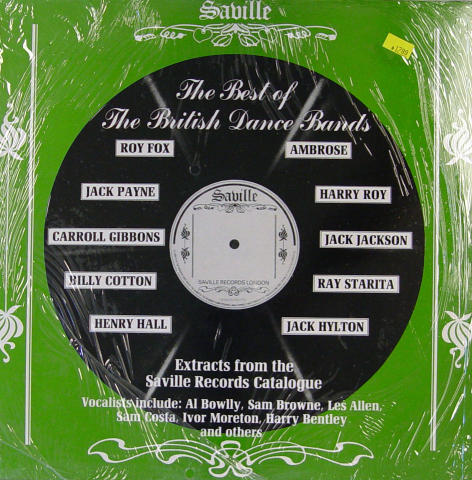 Saville
1799
The Best of
The British Dance Bands
ROY FOX
AMBROSE
JACK PAYNE
HARRY ROY
CARROLL GIBBONS
JACK JACKSON
BILLY COTTON
RAY STARITA
HENRY HALL
JACK HYLTON
Saville
SAVILLE RECORDS LONDON
Extracts from the
Saville Records Catalogue
Vocalists include: Al Bowlly, Sam Browne, Les Allen,
Sam Costa, Ivor Moreton, Harry Bentley
and others